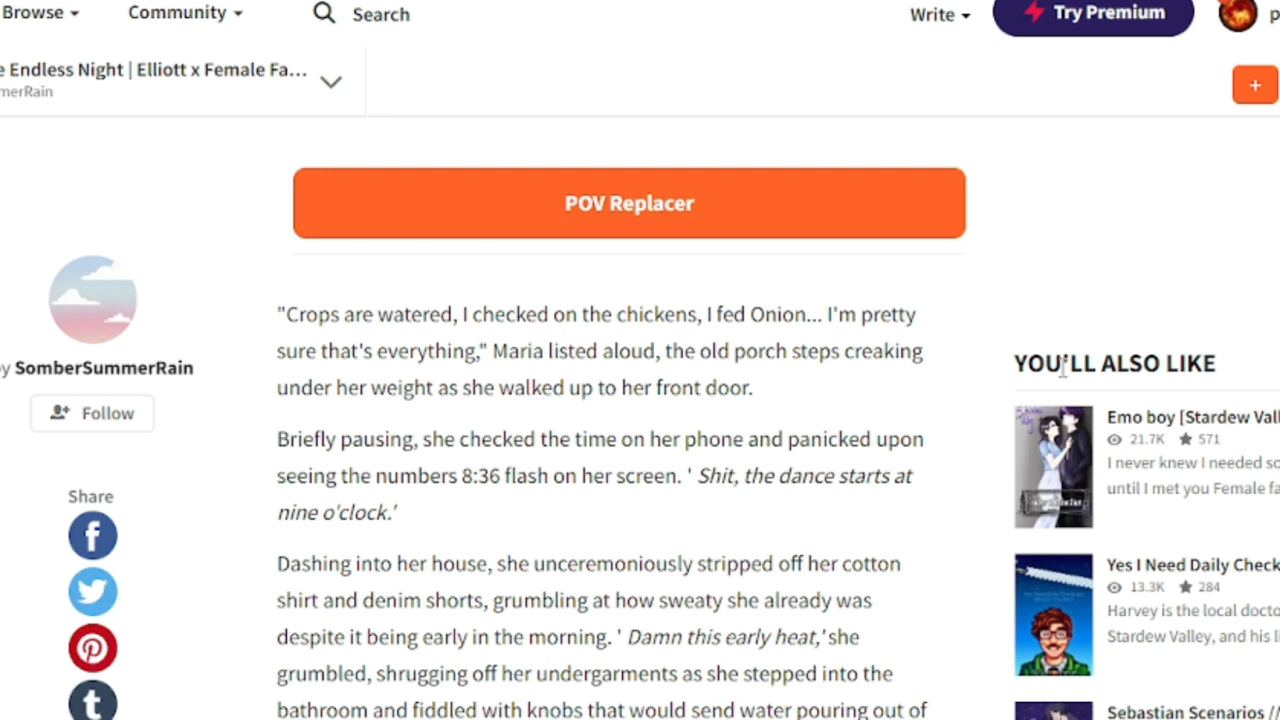 Browse
Community
Search
Write
Try Premium
p
e Endless Night | Elliott x Female Fa...
merRain
+
POV Replacer
y SomberSummerRain
Follow
Share
"Crops are watered, I checked on the chickens, I fed Onion... I'm pretty
sure that's everything," Maria listed aloud, the old porch steps creaking
under her weight as she walked up to her front door.
Briefly pausing, she checked the time on her phone and panicked upon
seeing the numbers 8:36 flash on her screen. ' Shit, the dance starts at
nine o'clock.'
Dashing into her house, she unceremoniously stripped off her cotton
shirt and denim shorts, grumbling at how sweaty she already was
despite it being early in the morning. ' Damn this early heat,' she
grumbled, shrugging off her undergarments as she stepped into the
bathroom and fiddled with knobs that would send water pouring out of
YOU'LL ALSO LIKE
Emo boy [Stardew Vall
21.7K 571
I never knew I needed so
until I met you Female fa
Yes I Need Daily Check
13.3K 284
Harvey is the local docto
Stardew Valley, and his li
Sebastian Scenarios //